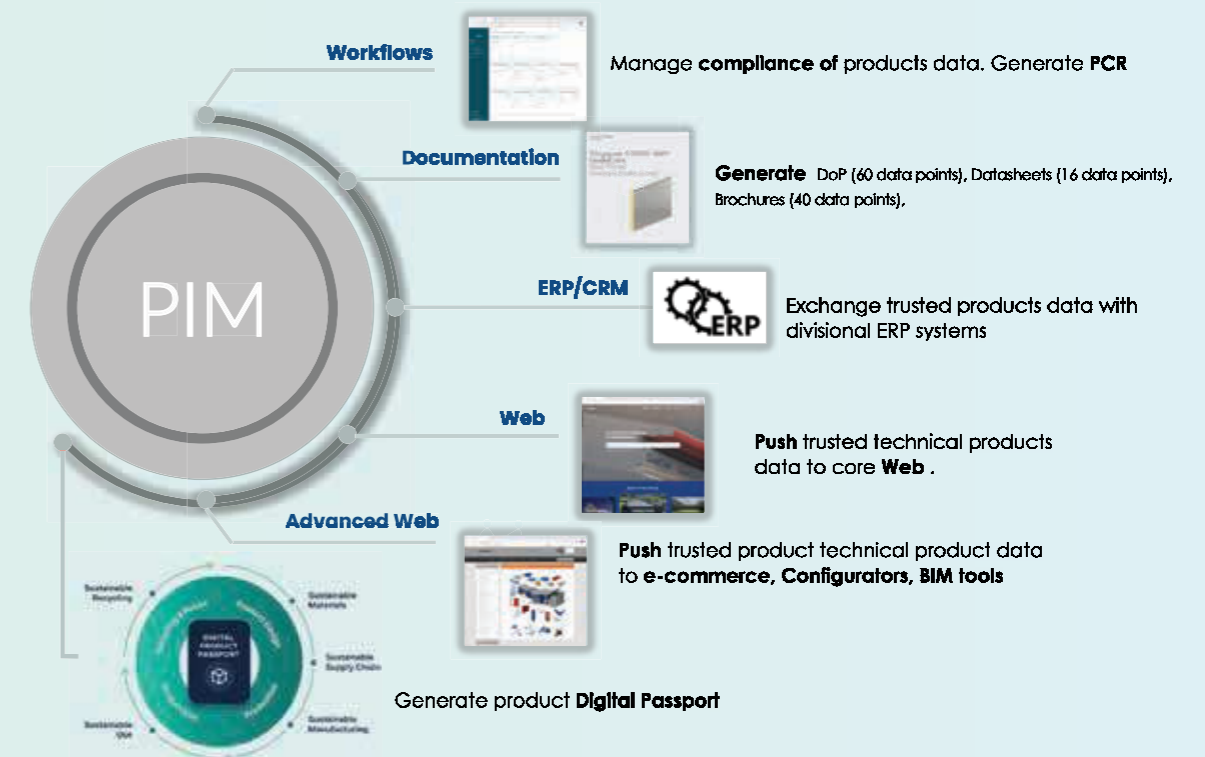 Workflows
Manage compliance of products data. Generate PCR
Documentation
Generate DoP (60 data points), Datasheets (16 data points),
Brochures (40 data points),
PIM
ERP/CRM
ERP
Exchange trusted products data with
divisional ERP systems
Web
Push trusted technical products
data to core Web .
Advanced Web
Push trusted product technical product data
to e-commerce, Configurators, BIM tools
Sustainable
Recycling
Sustainable
Materials
DIGITAL
PRODUCT
PASSPORT
Sustainable
Supply Chain
Generate product Digital Passport
Sustainable
Use
Sustainable
Manufacturing